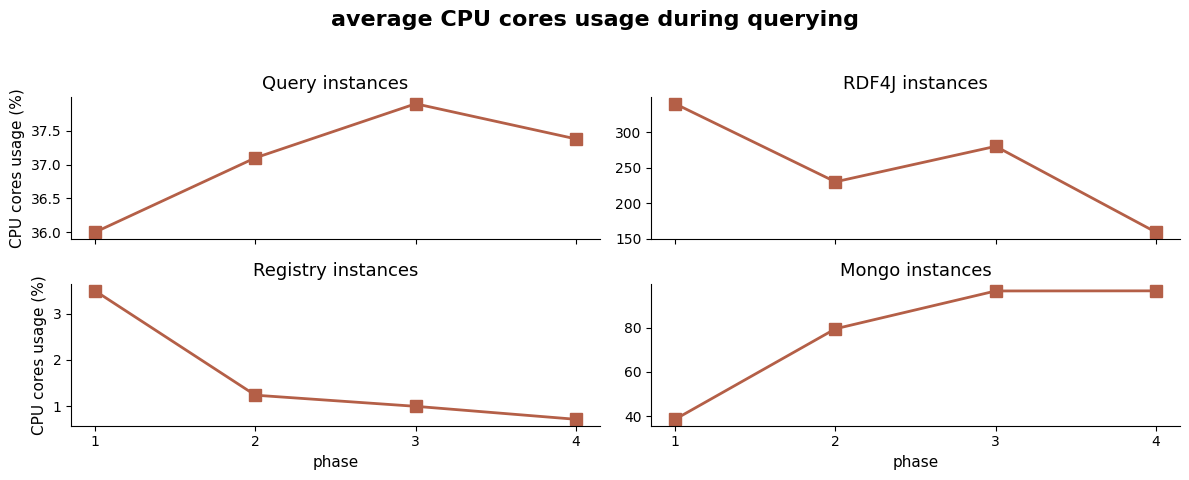 average CPU cores usage during querying
Query instances
CPU cores usage (%)
37.5
37.0
36.5
36.0
RDF4J instances
300
250
200
150
Registry instances
CPU cores usage (%)
3
2
1
1 2 3 4
phase
Mongo instances
80
60
40
1 2 3 4
phase